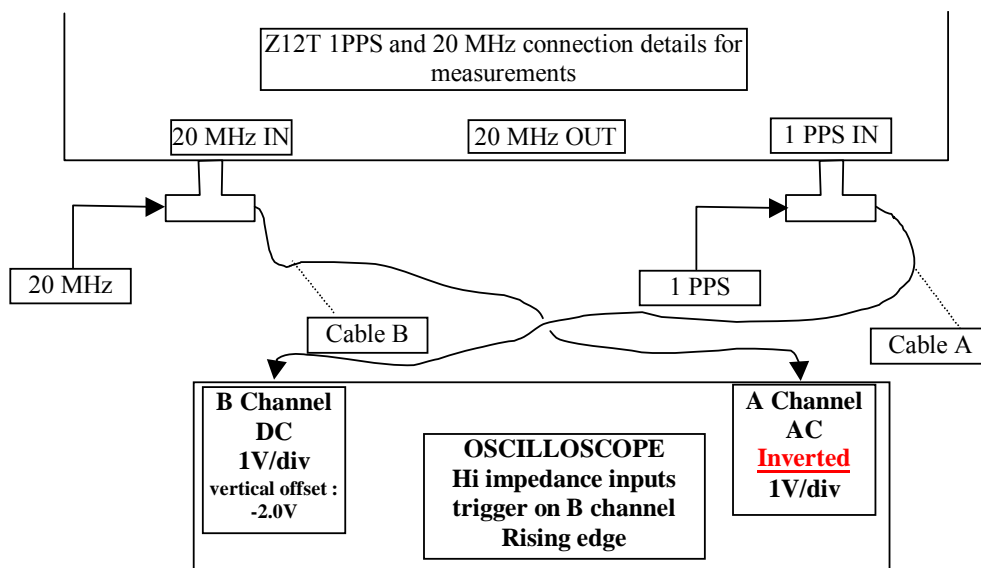 Z12T 1PPS and 20 MHz connection details for
measurements
20 MHz IN
20 MHz OUT
1 PPS IN
20 MHz
1 PPS
Cable B
Cable A
B Channel
DC
1V/div
vertical offset :
-2.0V
OSCILLOSCOPE
Hi impedance inputs
trigger on B channel
Rising edge
A Channel
AC
Inverted
1V/div